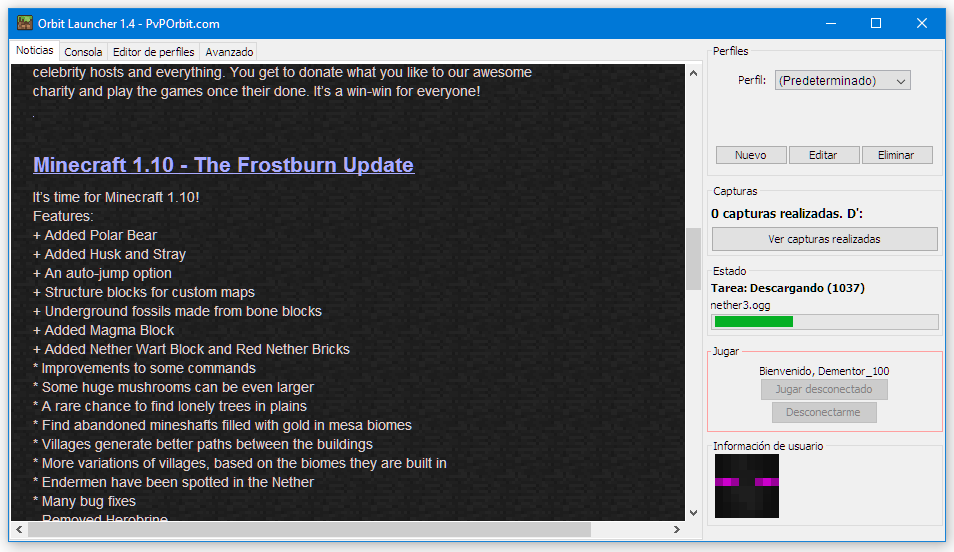 Orbit Launcher 1.4 - PvPOrbit.com
Noticias
Consola
Editor de perfiles
Avanzado
celebrity hosts and everything. You get to donate what you like to our awesome
charity and play the games once their done. It's a win-win for everyone!
.
Minecraft 1.10 - The Frostburn Update
It's time for Minecraft 1.10!
Features:
+ Added Polar Bear
+ Added Husk and Stray
+ An auto-jump option
+ Structure blocks for custom maps
+ Underground fossils made from bone blocks
+ Added Magma Block
+ Added Nether Wart Block and Red Nether Bricks
* Improvements to some commands
* Some huge mushrooms can be even larger
* A rare chance to find lonely trees in plains
* Find abandoned mineshafts filled with gold in mesa biomes
* Villages generate better paths between the buildings
* More variations of villages, based on the biomes they are built in
* Endermen have been spotted in the Nether
* Many bug fixes
- Removed Herobrine
Perfiles
Perfil: (Predeterminado)
Nuevo
Editar
Eliminar
Capturas
0 capturas realizadas. D':
Ver capturas realizadas
Estado
Tarea: Descargando (1037)
nether3.ogg
Jugar
Bienvenido, Dementor_100
Jugar desconectado
Desconectarme
Información de usuario